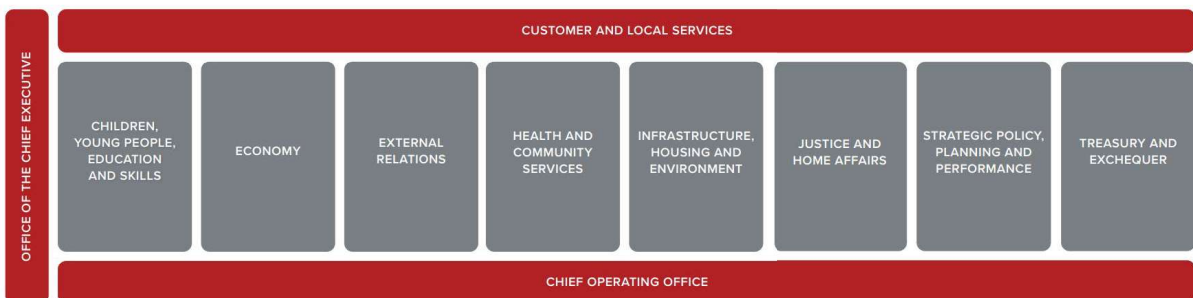 OFFICE OF THE CHIEF EXECUTIVE
CUSTOMER AND LOCAL SERVICES
CHILDREN,
YOUNG PEOPLE,
EDUCATION
AND SKILLS
ECONOMY
EXTERNAL
RELATIONS
HEALTH AND
COMMUNITY
SERVICES
INFRASTRUCTURE,
HOUSING AND
ENVIRONMENT
JUSTICE AND
HOME AFFAIRS
STRATEGIC POLICY,
PLANNING AND
PERFORMANCE
TREASURY AND
EXCHEQUER
CHIEF OPERATING OFFICE